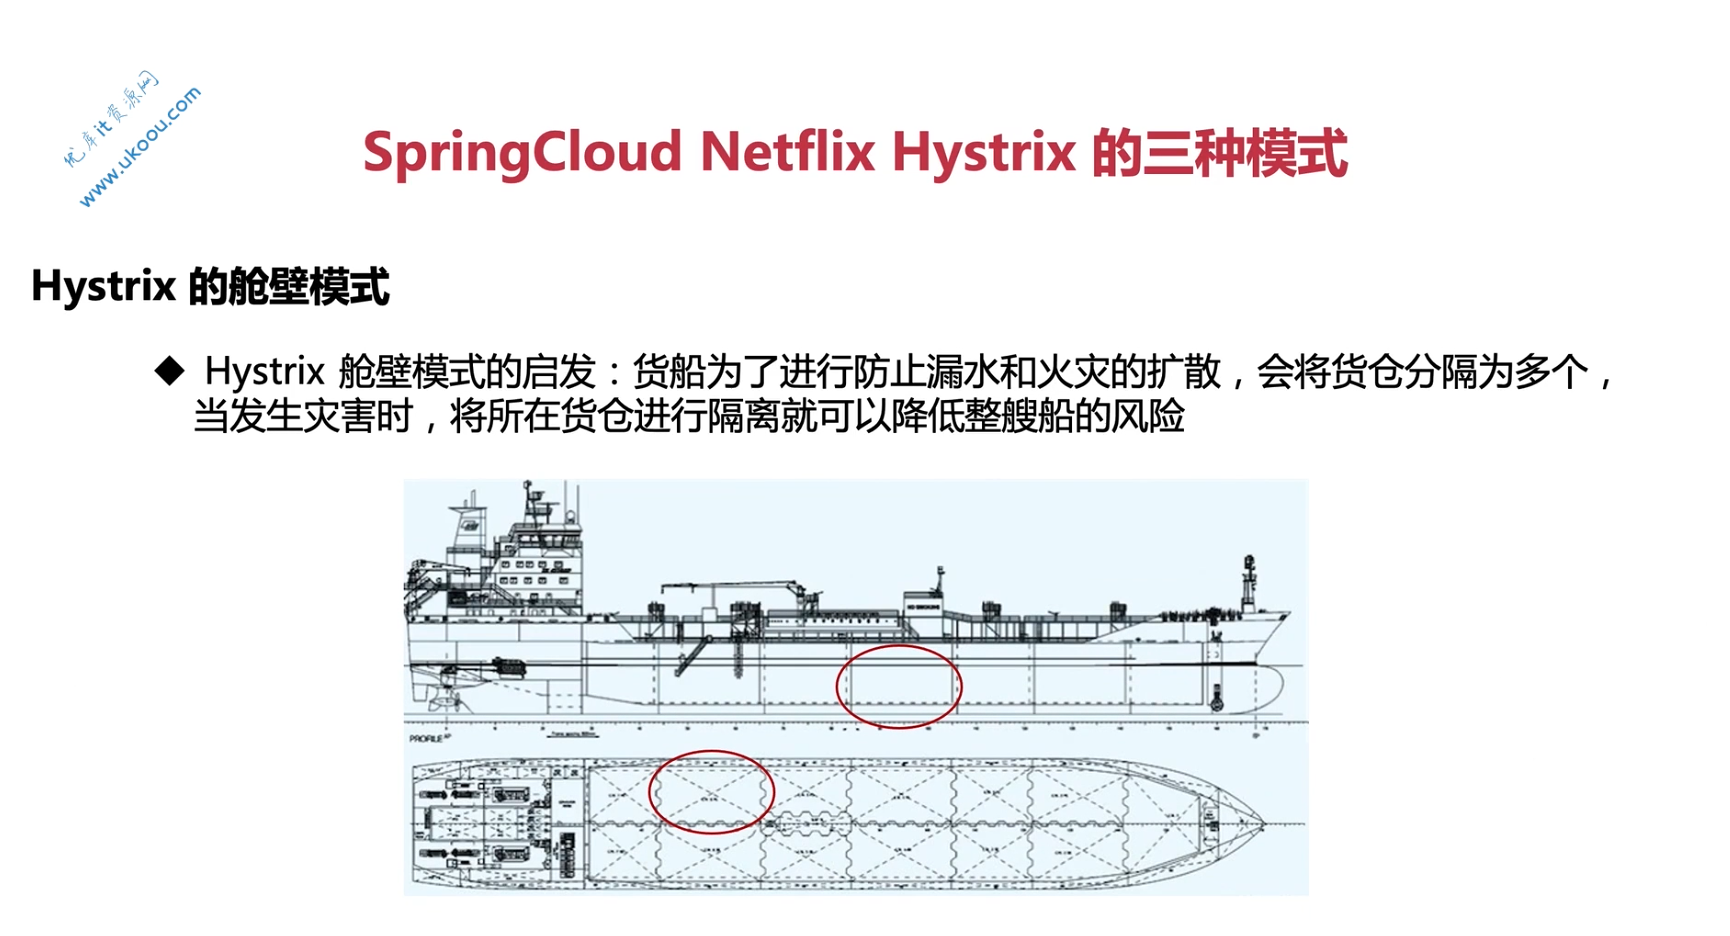 优库it资源网
www.ukoou.com
SpringCloud Netflix Hystrix 的三种模式
Hystrix 的舱壁模式
◆ Hystrix 舱壁模式的启发：货船为了进行防止漏水和火灾的扩散，会将货仓分隔为多个，
当发生灾害时，将所在货仓进行隔离就可以降低整艘船的风险
NO SMOKING
PROFILE